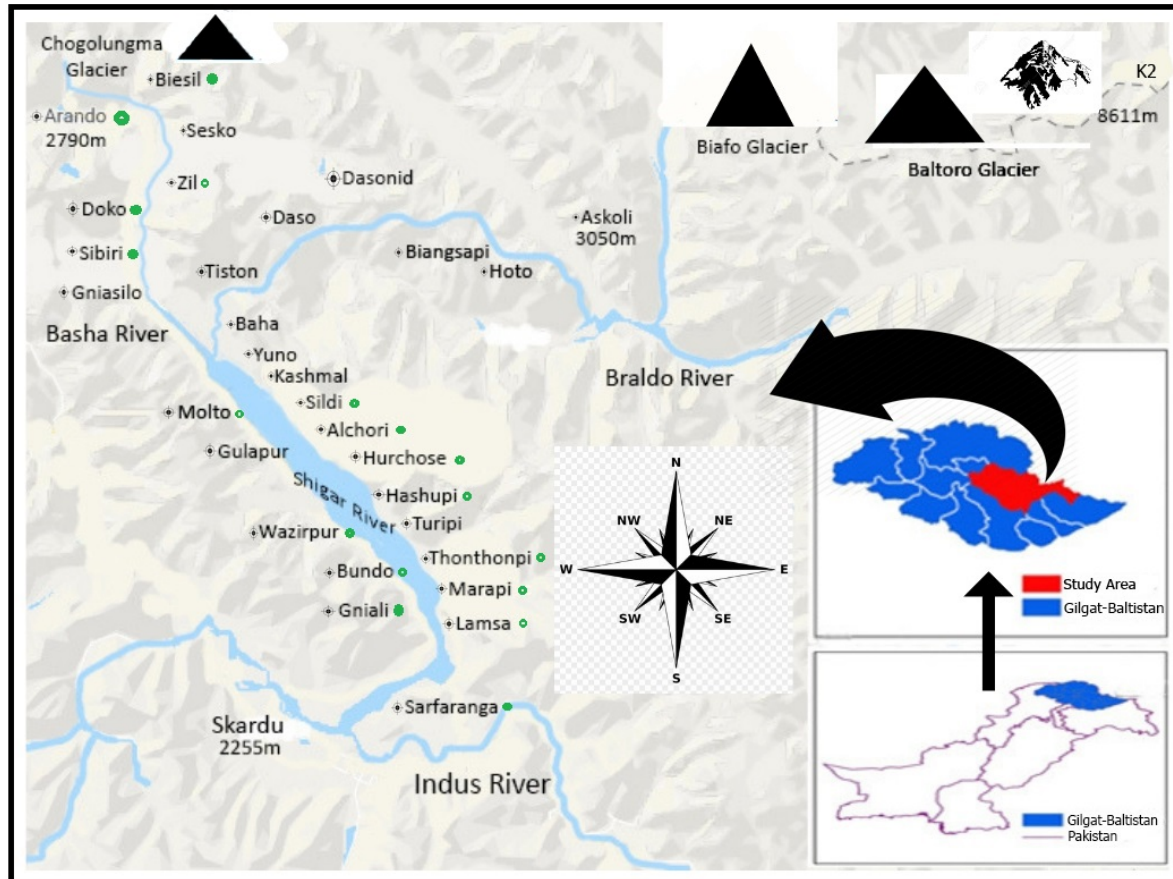 Chogolungma
Glacier
Biesil
K2
8611m
Arando
2790m
Sesko
Biafo Glacier
Baltoro Glacier
Zil
Dasonid
Doko
Daso
Askoli
3050m
Sibiri
Biangsapi
Tiston
Hoto
Gniasilo
Basha River
Baha
Yuno
Kashmal
Braldo River
Sildi
Molto
Alchori
Gulapur
Hurchose
Shigar River
Hashupi
Turipi
Wazirpur
Thonthonpi
Bundo
Marapi
Gniali
Lamsa
N
NW
NE
W
E
SW
SE
S
Study Area
Gilgat-Baltistan
Sarfaranga
Skardu
2255m
Indus River
Gilgat-Baltistan
Pakistan